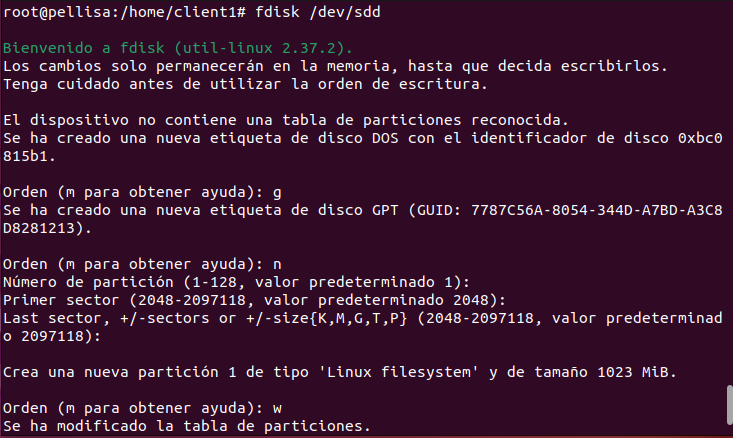 root@pellisa:/home/client1# fdisk /dev/sdd
Bienvenido a fdisk (util-linux 2.37.2).
Los cambios solo permanecerán en la memoria, hasta que decida escribirlos.
Tenga cuidado antes de utilizar la orden de escritura.
El dispositivo no contiene una tabla de particiones reconocida.
Se ha creado una nueva etiqueta de disco DOS con el identificador de disco 0xbc0
815b1.
Orden (m para obtener ayuda): g
Se ha creado una nueva etiqueta de disco GPT (GUID: 7787C56A-8054-344D-A7BD-A3C8
D8281213).
Orden (m para obtener ayuda): n
Número de partición (1-128, valor predeterminado 1):
Primer sector (2048-2097118, valor predeterminado 2048):
Last sector, +/-sectors or +/-size{K,M,G,T,P} (2048-2097118, valor predeterminad
o 2097118):
Crea una nueva partición 1 de tipo 'Linux filesystem' y de tamaño 1023 MiB.
Orden (m para obtener ayuda): w
Se ha modificado la tabla de particiones.